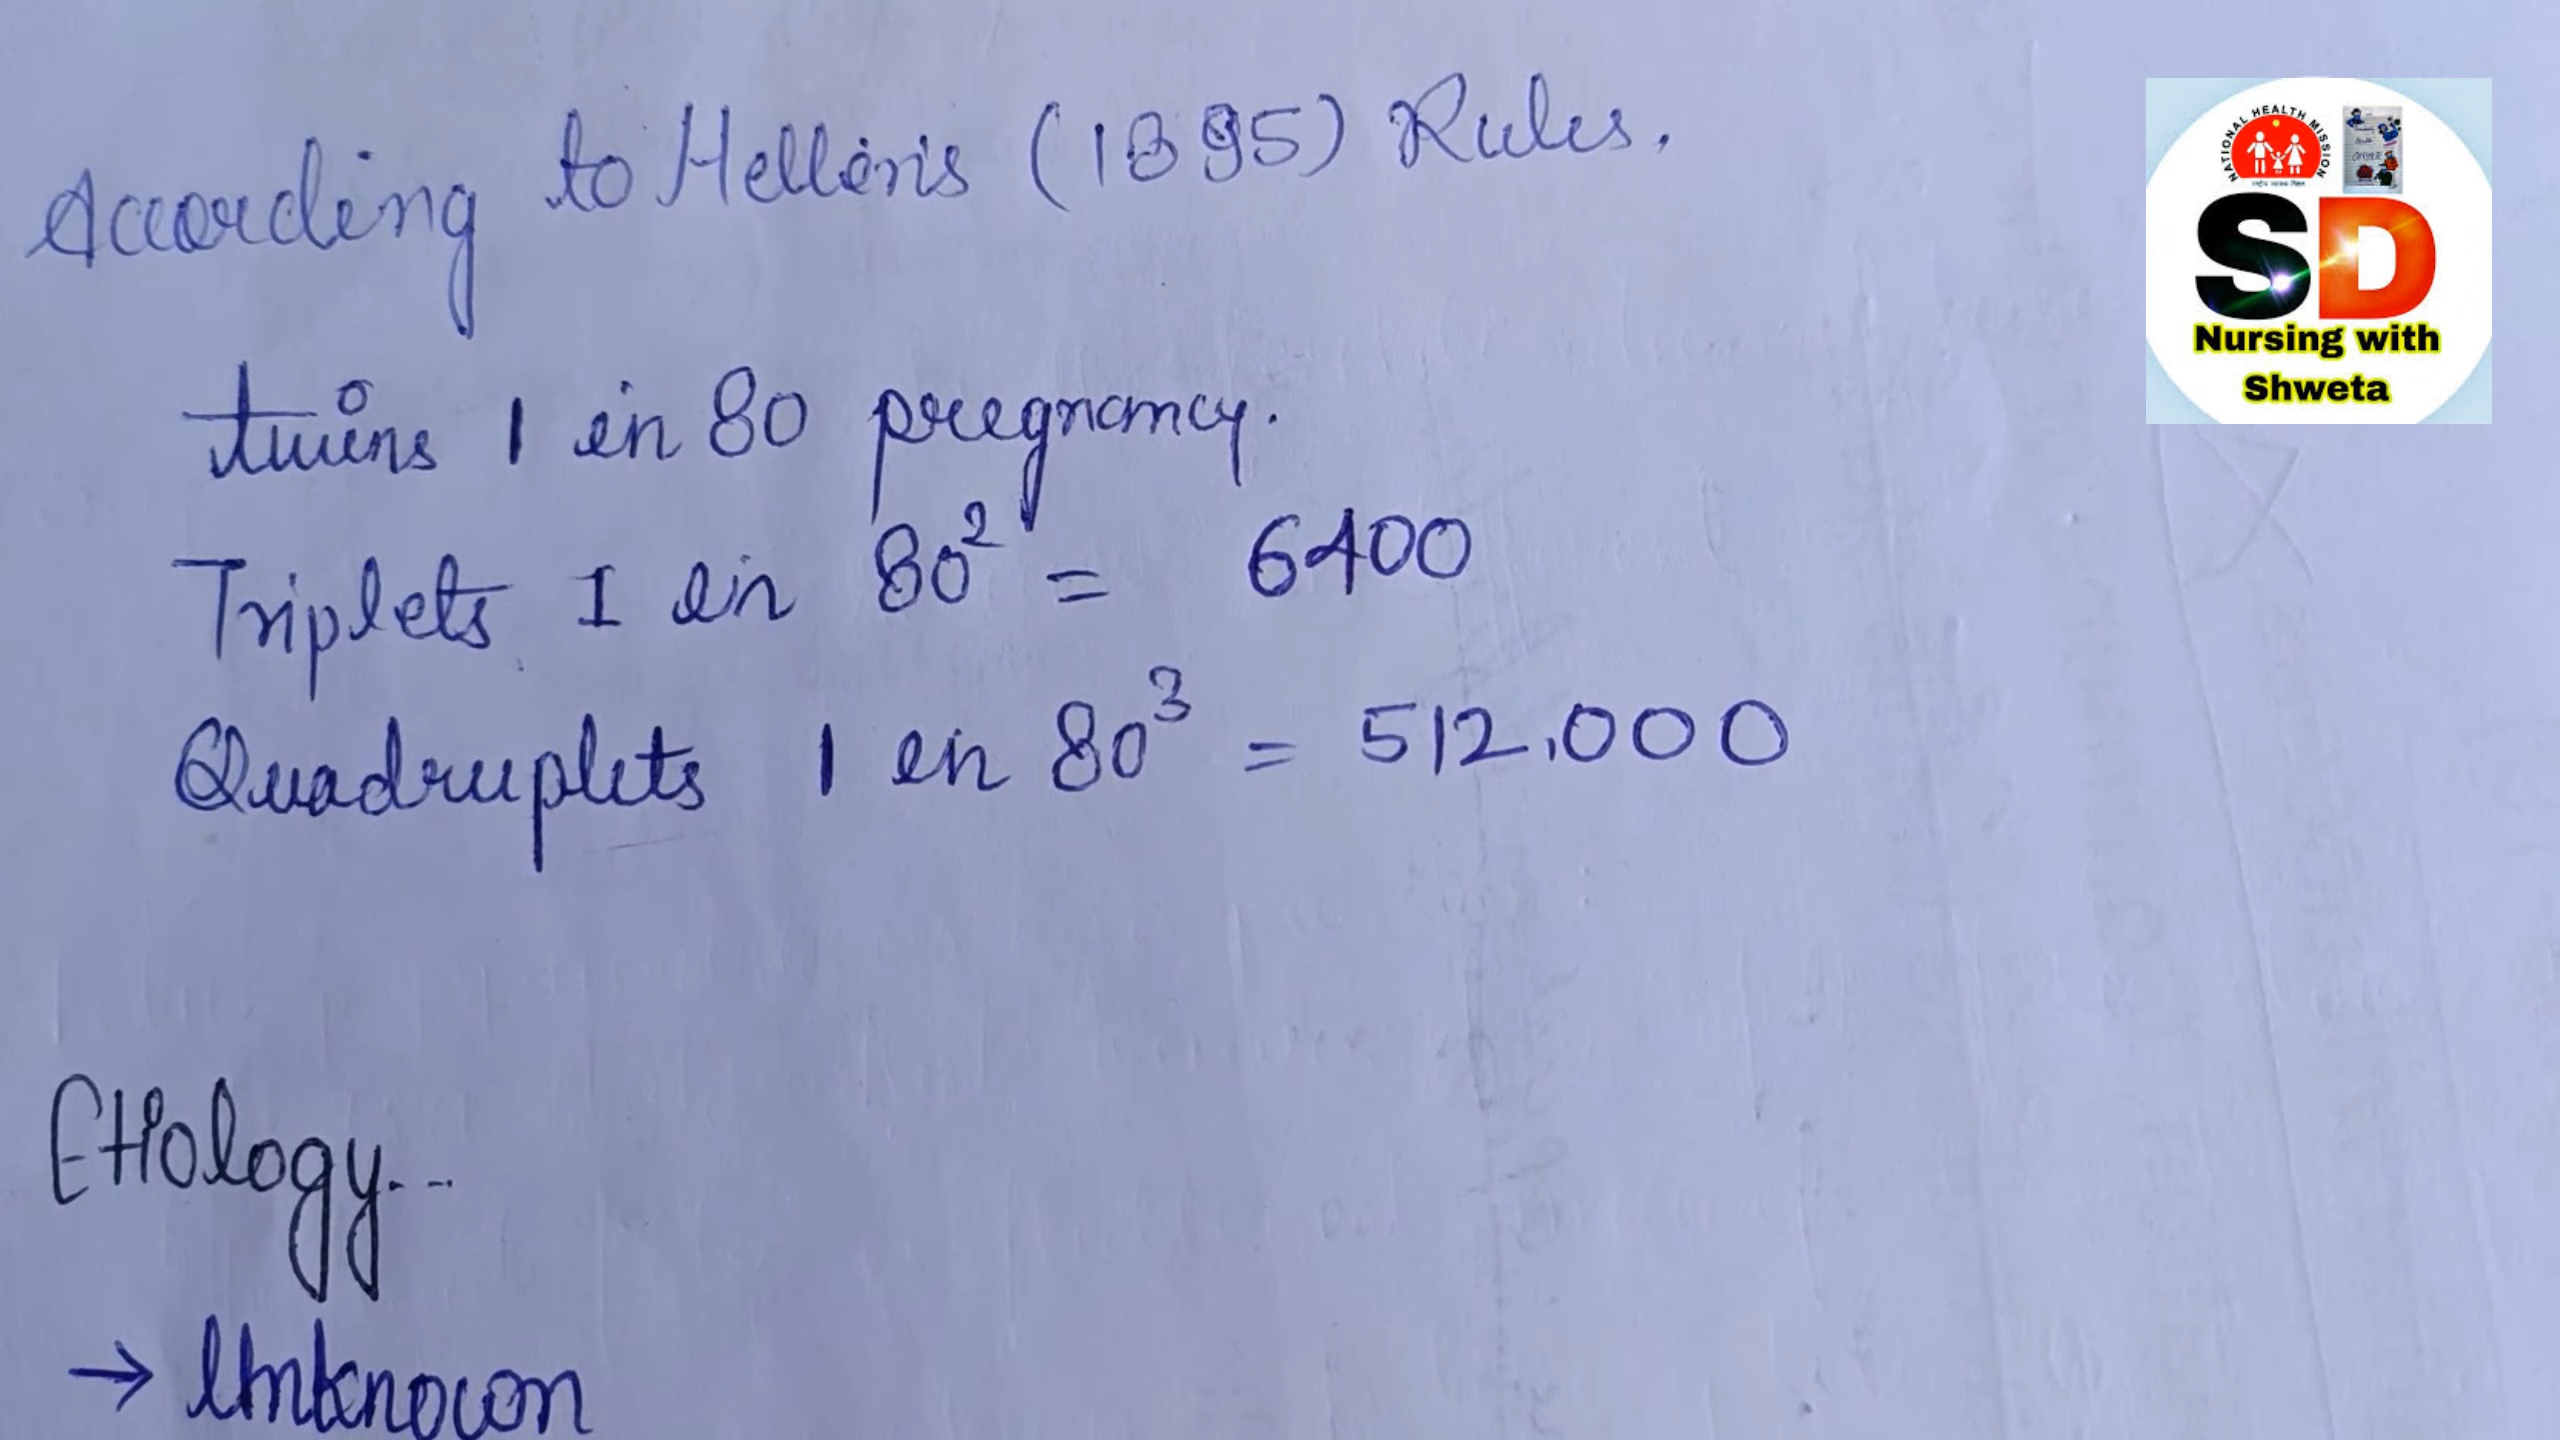 According to Hellin's (1895) Rules.
twins 1 in 80 pregnancy.
Triplets 1 in 80² = 6400
Quadruplets 1 in 80³ = 512,000
Etiology...
→ Unknown
NATIONAL HEALTH MISSION
SD
Nursing with
Shweta